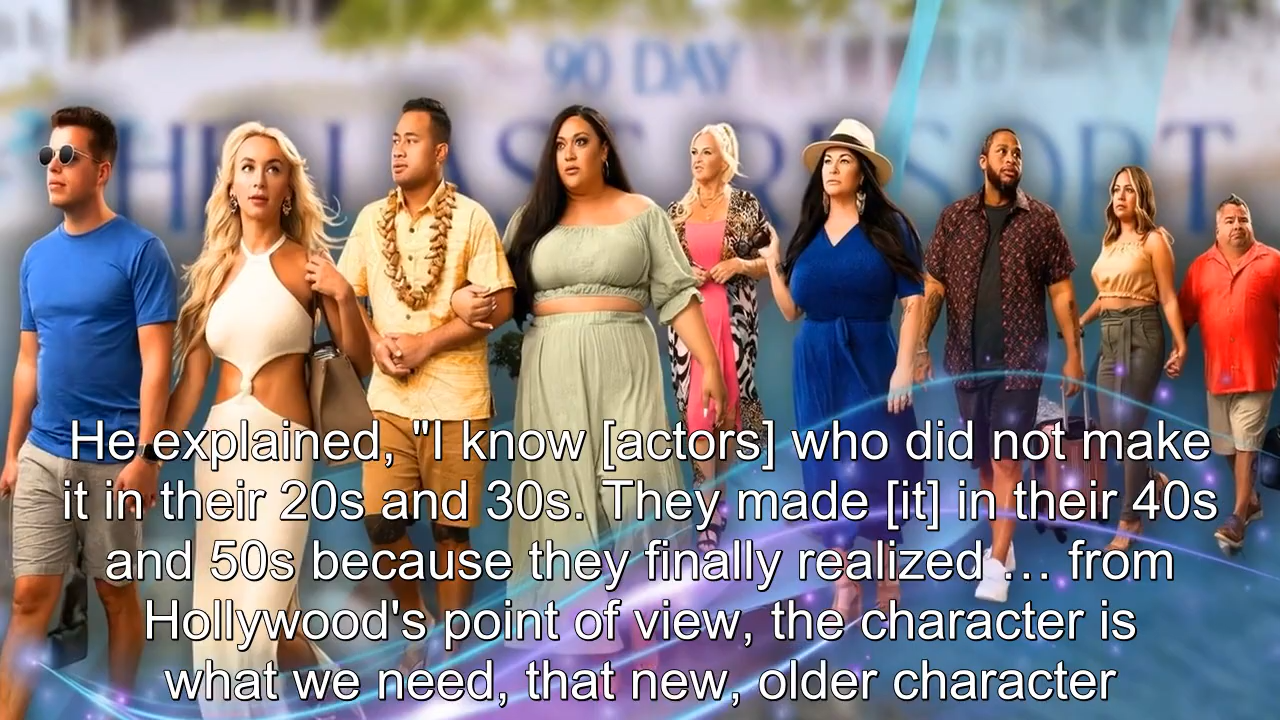 90 DAY
THE LAST RESORT
He explained, "I know [actors] who did not make
it in their 20s and 30s. They made [it] in their 40s
and 50s because they finally realized … from
Hollywood's point of view, the character is
what we need, that new, older character